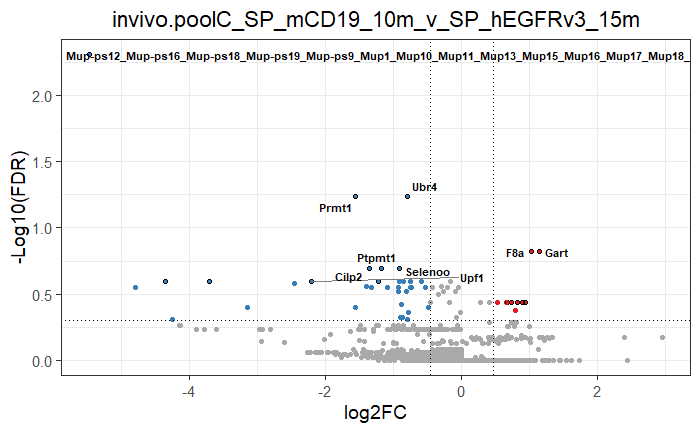 invivo.poolC_SP_mCD19_10m_v_SP_hEGFRv3_15m
Mup-ps12_Mup-ps16_Mup-ps18_Mup-ps19_Mup-ps9_Mup1_Mup10_Mup11_Mup13_Mup15_Mup16_Mup17_Mup18_
2.0
1.5
1.0
0.5
0.0
-Log10(FDR)
Ubr4
Prmt1
F8a
Gart
Ptpmt1
Selenoo
Cilp2
Upf1
-4
-2
0
2
log2FC